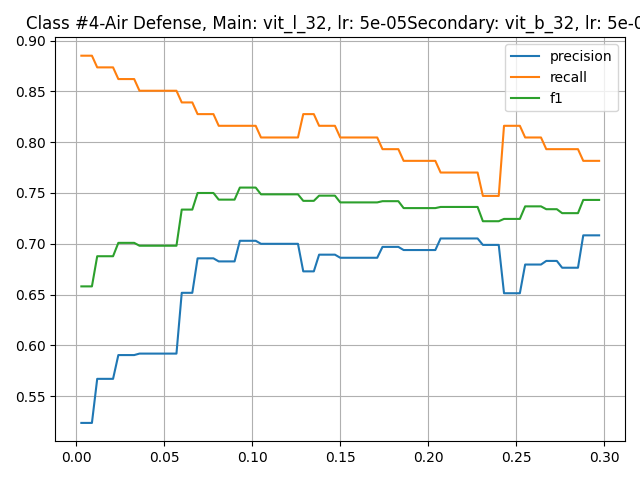 Class #4-Air Defense, Main: vit_l_32, lr: 5e-05Secondary: vit_b_32, lr: 5e-0
precision
recall
f1
0.90
0.85
0.80
0.75
0.70
0.65
0.60
0.55
0.00 0.05 0.10 0.15 0.20 0.25 0.30